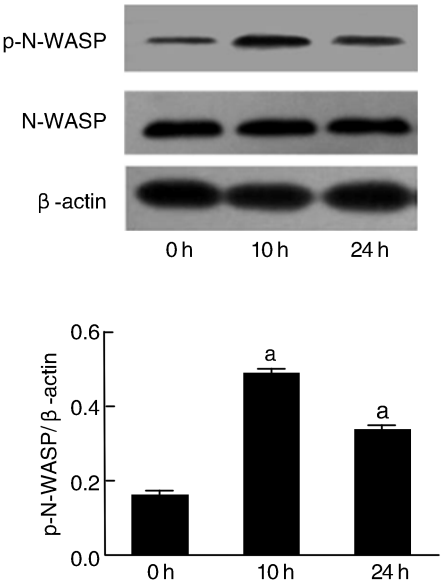 p-N-WASP
N-WASP
β-actin
0 h 10 h 24 h
0.6
0.4
0.2
0.0
p-N-WASP/β-actin
a
a
0 h 10 h 24 h